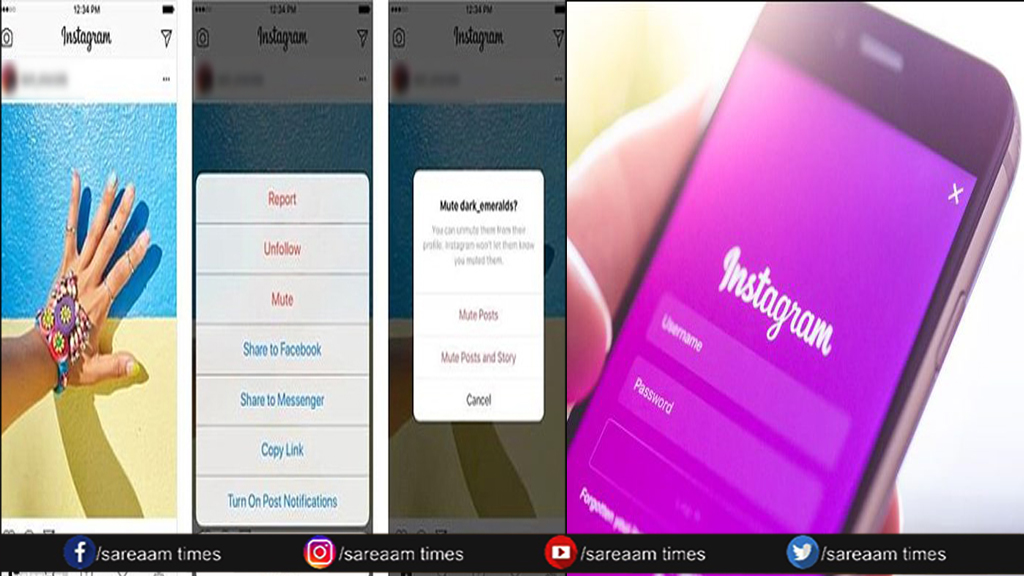 12:34 PM
Instagram
12:34 PM
Instagram
Report
Unfollow
Mute
Share to Facebook
Share to Messenger
Copy Link
Turn On Post Notifications
12:34 PM
Instagram
Mute dark_emeralds?
You can unmute them from their
profile. Instagram won't let them know
you muted them.
Mute Posts
Mute Posts and Story
Cancel
Instagram
Username
Password
Forgotten your
/sareaam times
/sareaam times
/sareaam times
/sareaam times